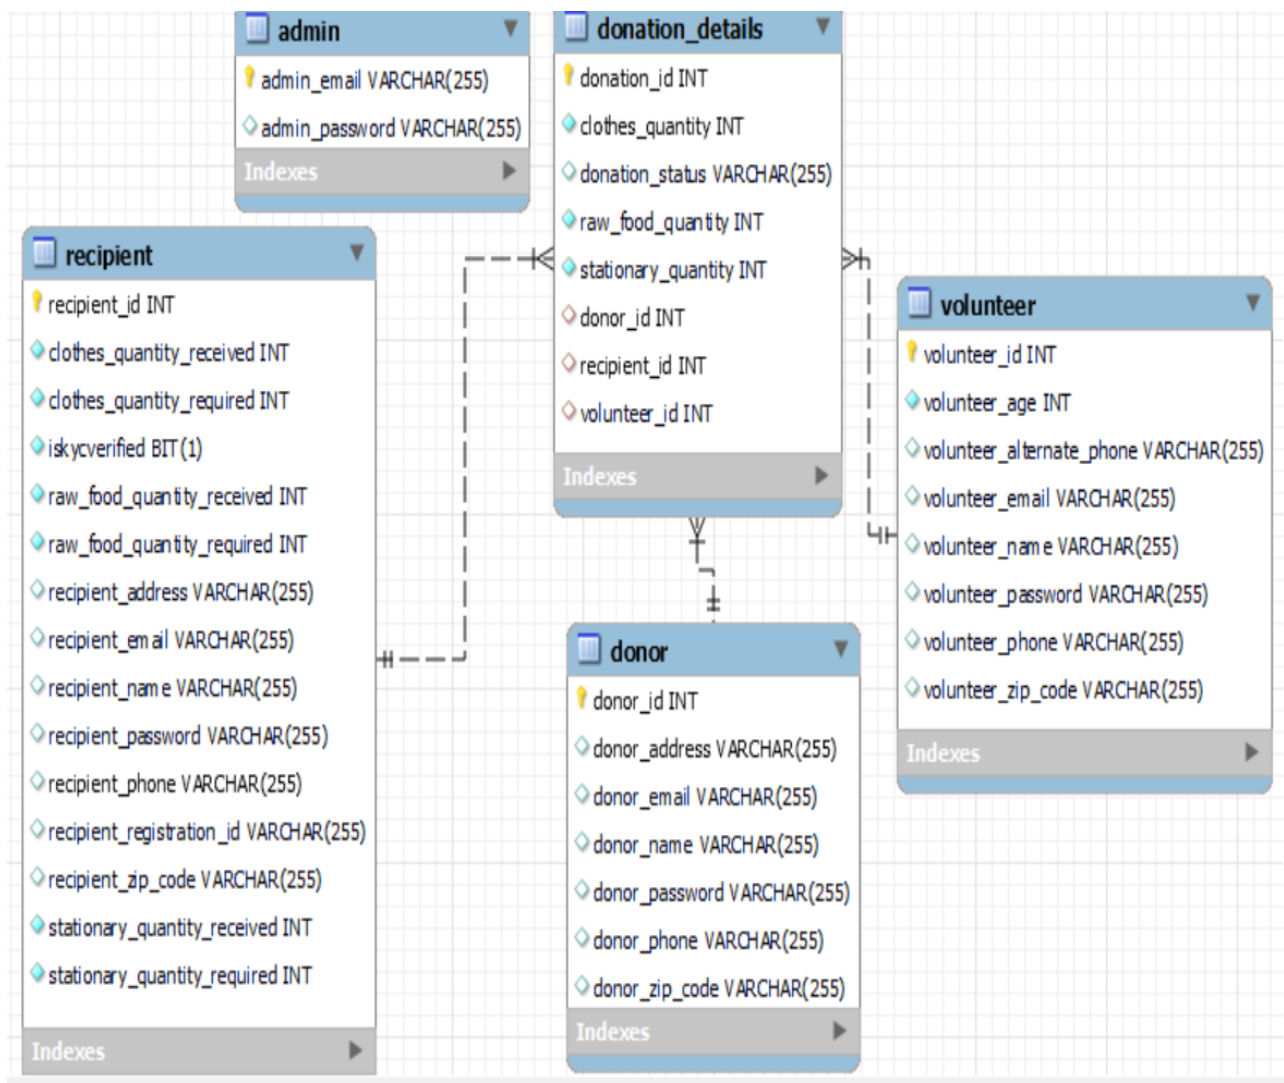 admin
admin_email VARCHAR(255)
admin_password VARCHAR(255)
Indexes
donation_details
donation_id INT
clothes_quantity INT
donation_status VARCHAR(255)
raw_food_quantity INT
stationary_quantity INT
donor_id INT
recipient_id INT
volunteer_id INT
Indexes
recipient
recipient_id INT
clothes_quantity_received INT
clothes_quantity_required INT
iskycverified BIT(1)
raw_food_quantity_received INT
raw_food_quantity_required INT
recipient_address VARCHAR(255)
recipient_email VARCHAR(255)
recipient_name VARCHAR(255)
recipient_password VARCHAR(255)
recipient_phone VARCHAR(255)
recipient_registration_id VARCHAR(255)
recipient_zip_code VARCHAR(255)
stationary_quantity_received INT
stationary_quantity_required INT
Indexes
volunteer
volunteer_id INT
volunteer_age INT
volunteer_alternate_phone VARCHAR(255)
volunteer_email VARCHAR(255)
volunteer_name VARCHAR(255)
volunteer_password VARCHAR(255)
volunteer_phone VARCHAR(255)
volunteer_zip_code VARCHAR(255)
Indexes
donor
donor_id INT
donor_address VARCHAR(255)
donor_email VARCHAR(255)
donor_name VARCHAR(255)
donor_password VARCHAR(255)
donor_phone VARCHAR(255)
donor_zip_code VARCHAR(255)
Indexes